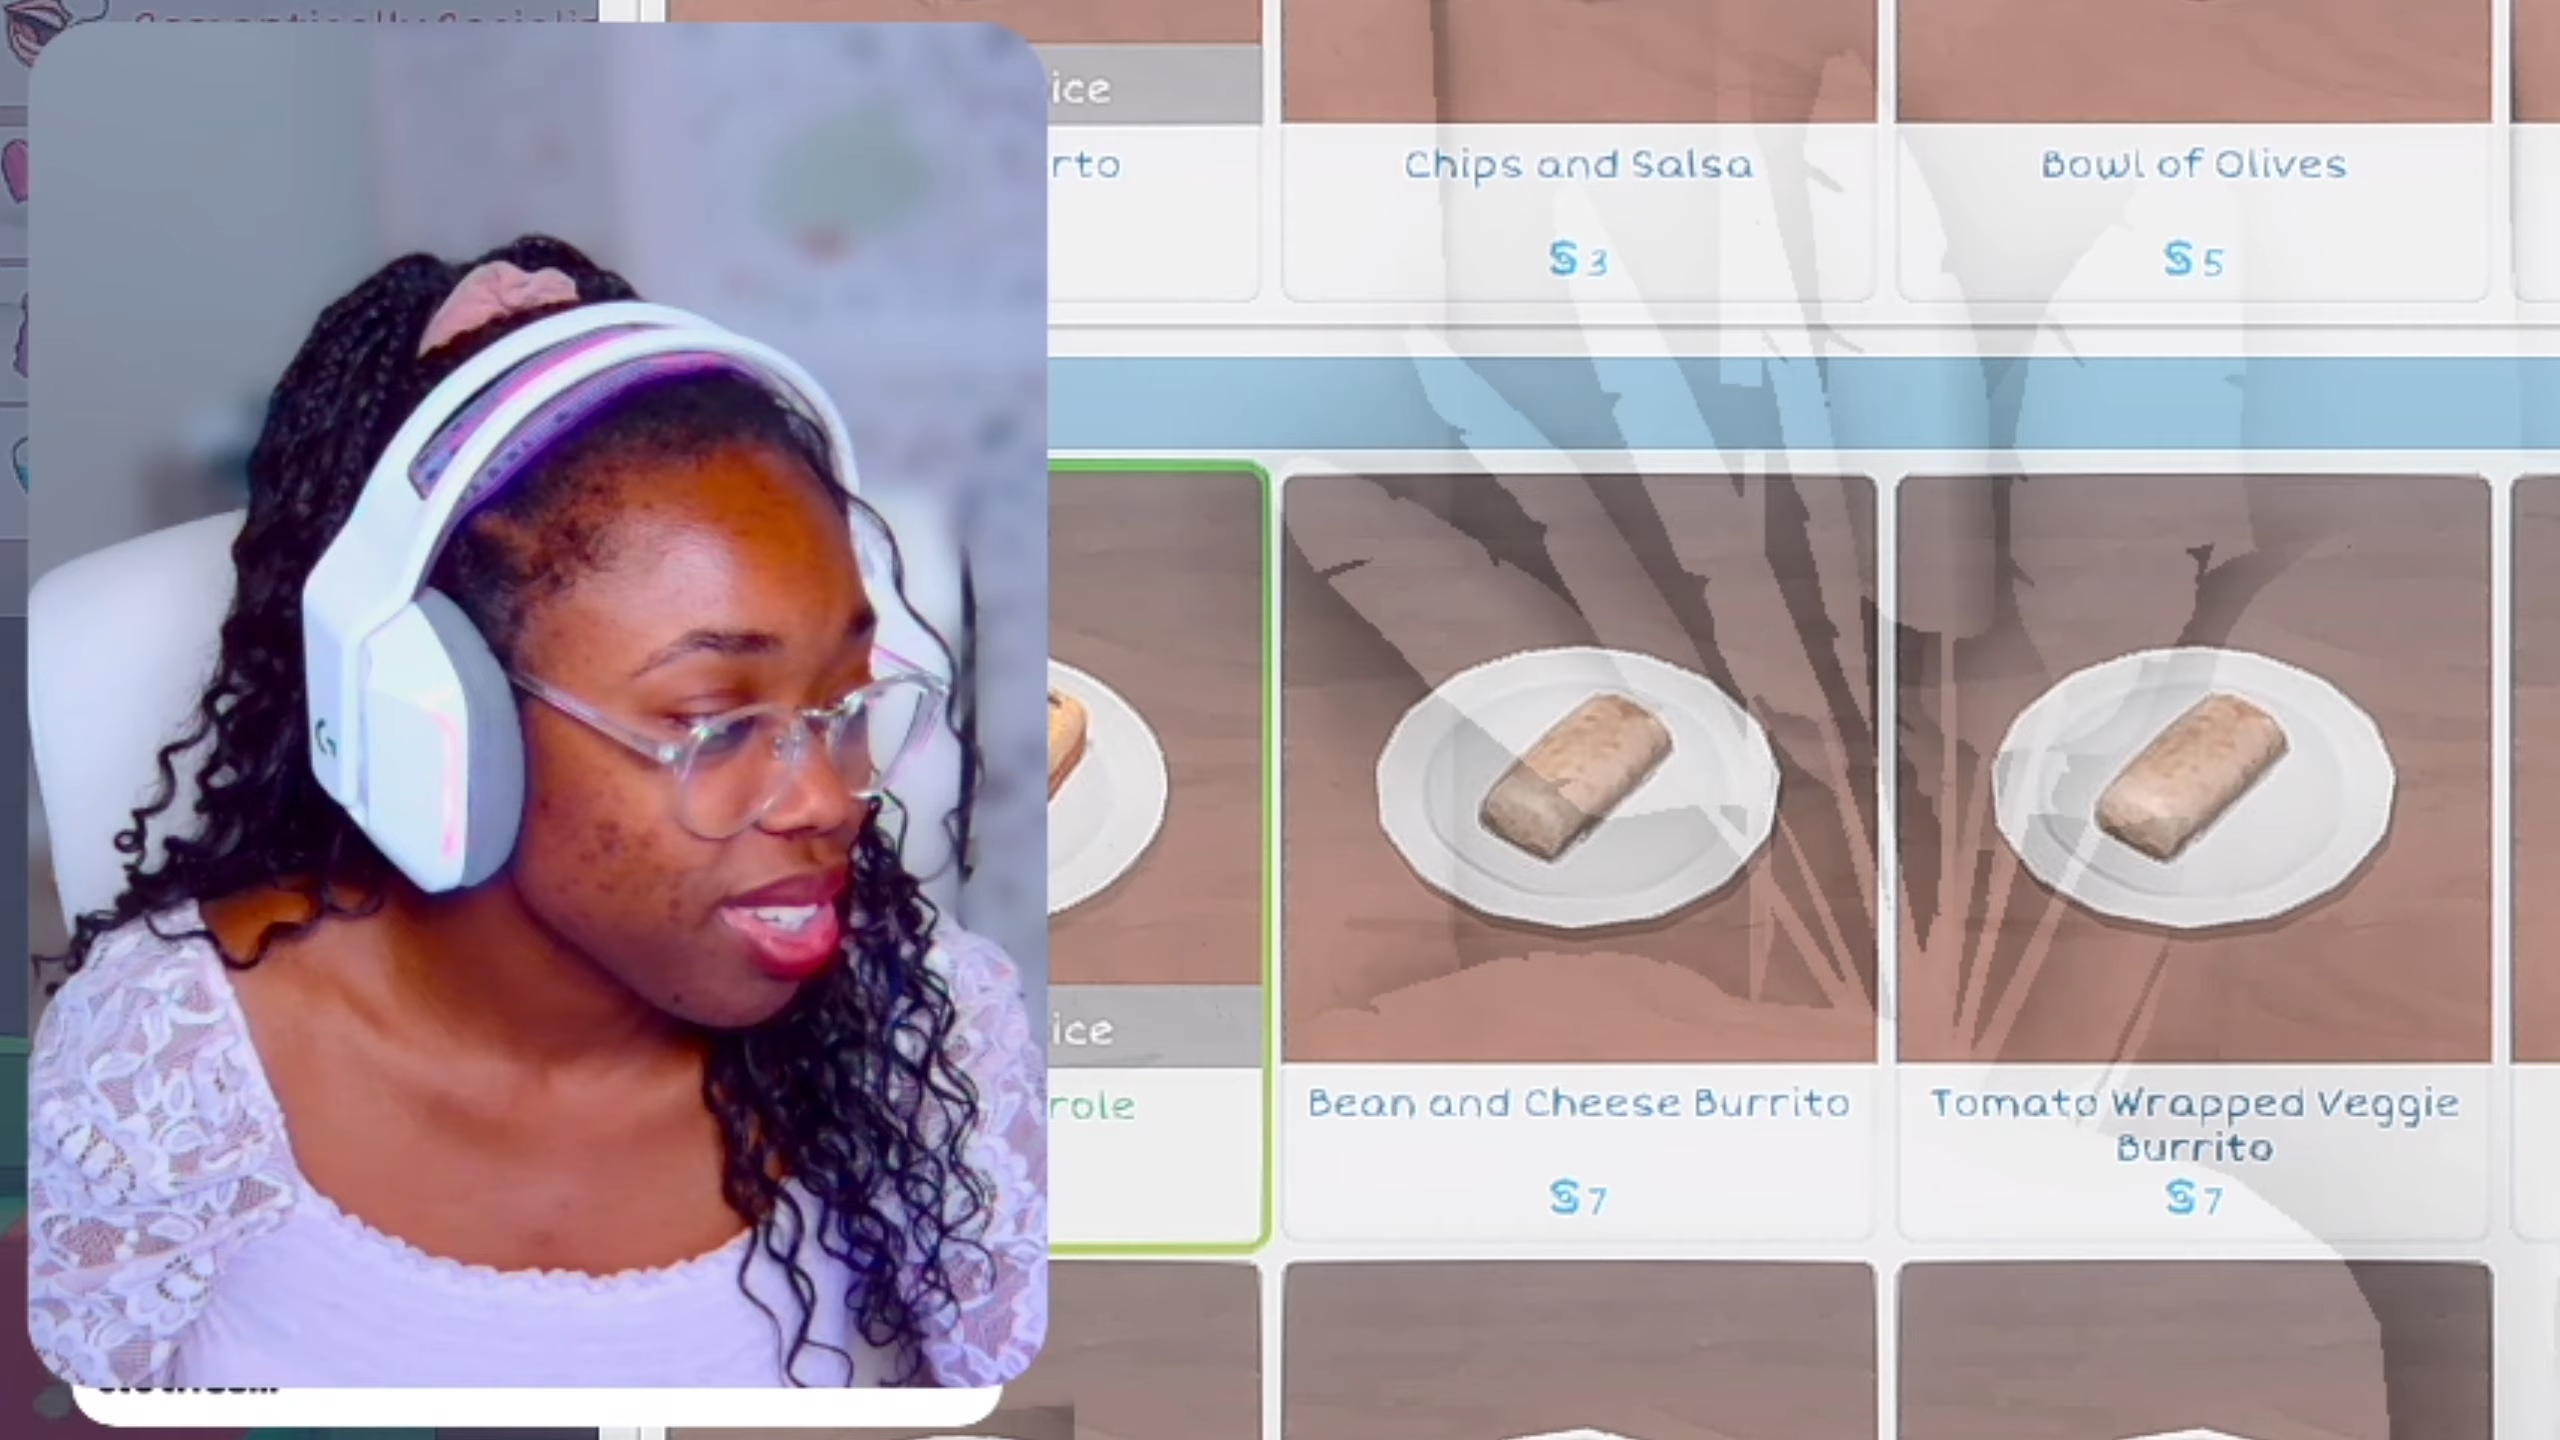 ice
rto
Chips and Salsa
Bowl of Olives
§3
§5
ice
role
Bean and Cheese Burrito
Tomato Wrapped Veggie
Burrito
§7
§7